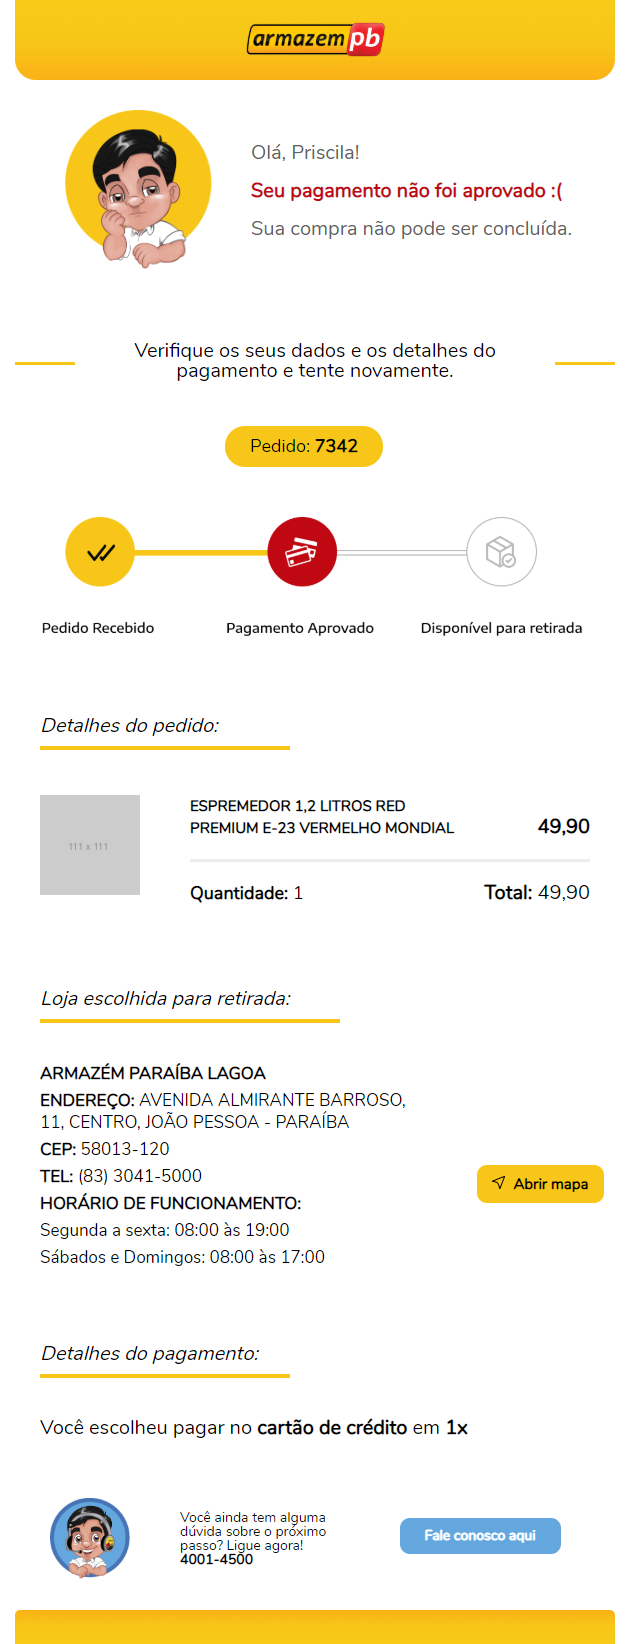 armazem pb
Olá, Priscila!
Seu pagamento não foi aprovado :(
Sua compra não pode ser concluída.
Verifique os seus dados e os detalhes do
pagamento e tente novamente.
Pedido: 7342
Pedido Recebido
Pagamento Aprovado
Disponível para retirada
Detalhes do pedido:
111 x 111
ESPREMEDOR 1,2 LITROS RED
PREMIUM E-23 VERMELHO MONDIAL
49,90
Quantidade: 1
Total: 49,90
Loja escolhida para retirada:
ARMAZÉM PARAÍBA LAGOA
ENDEREÇO: AVENIDA ALMIRANTE BARROSO,
11, CENTRO, JOÃO PESSOA - PARAÍBA
CEP: 58013-120
TEL: (83) 3041-5000
HORÁRIO DE FUNCIONAMENTO:
Segunda a sexta: 08:00 às 19:00
Sábados e Domingos: 08:00 às 17:00
Abrir mapa
Detalhes do pagamento:
Você escolheu pagar no cartão de crédito em 1x
Você ainda tem alguma
dúvida sobre o próximo
passo? Ligue agora!
4001-4500
Fale conosco aqui